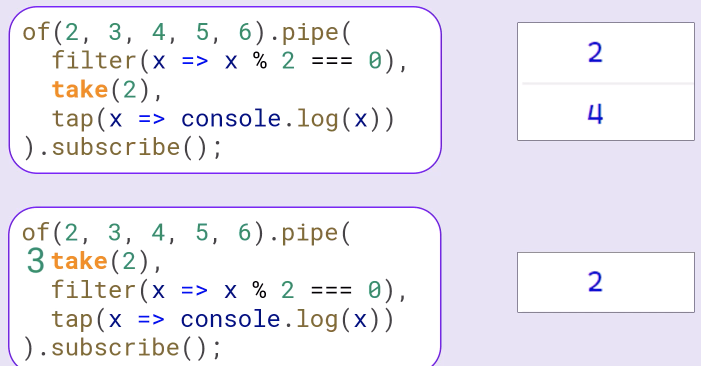 of(2, 3, 4, 5, 6).pipe(
filter(x => x % 2 === 0),
take(2),
tap(x => console.log(x))
).subscribe();
2
4
of(2, 3, 4, 5, 6).pipe(
3 take(2),
filter(x => x % 2 === 0),
tap(x => console.log(x))
).subscribe();
2